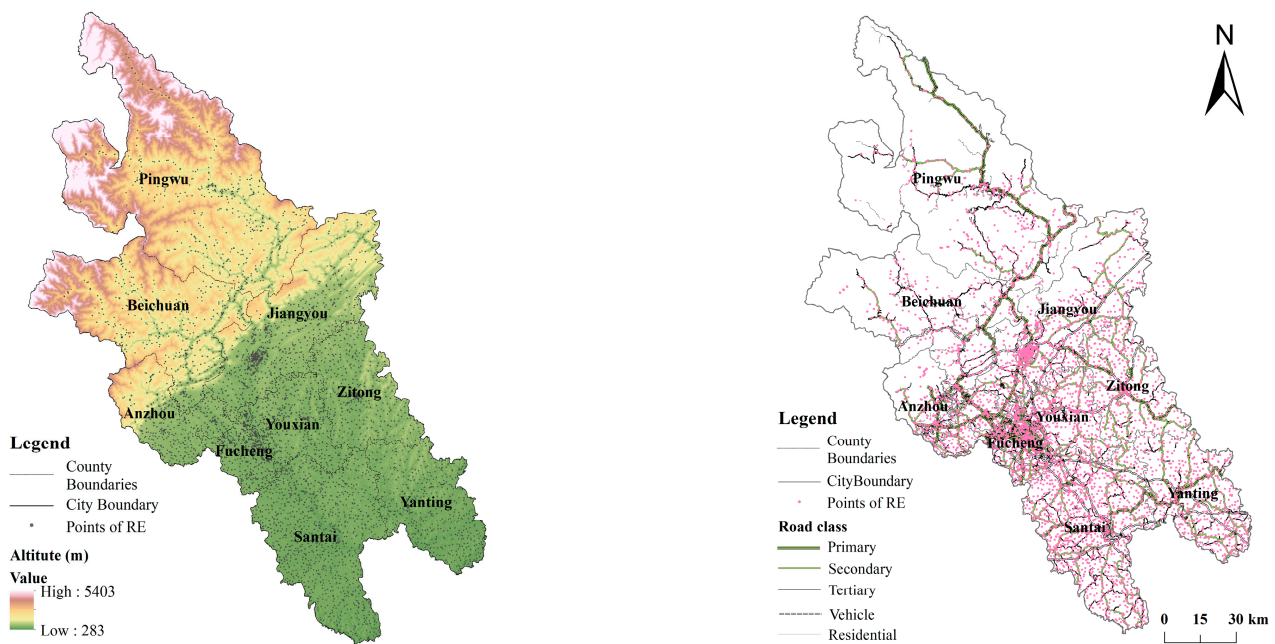 Pingwu
Beichuan
Jiangyou
Zitong
Anzhou
Youxian
Fucheng
Yanting
Santai
Legend
County
Boundaries
City Boundary
Points of RE
Altitute (m)
Value
High : 5403
Low : 283
N
Pingwu
Beichuan
Jiangyou
Zitong
Anzhou
Youxian
Fucheng
Yanting
Santai
Legend
County
Boundaries
CityBoundary
Points of RE
Road class
Primary
Secondary
Tertiary
Vehicle
Residential
0 15 30 km